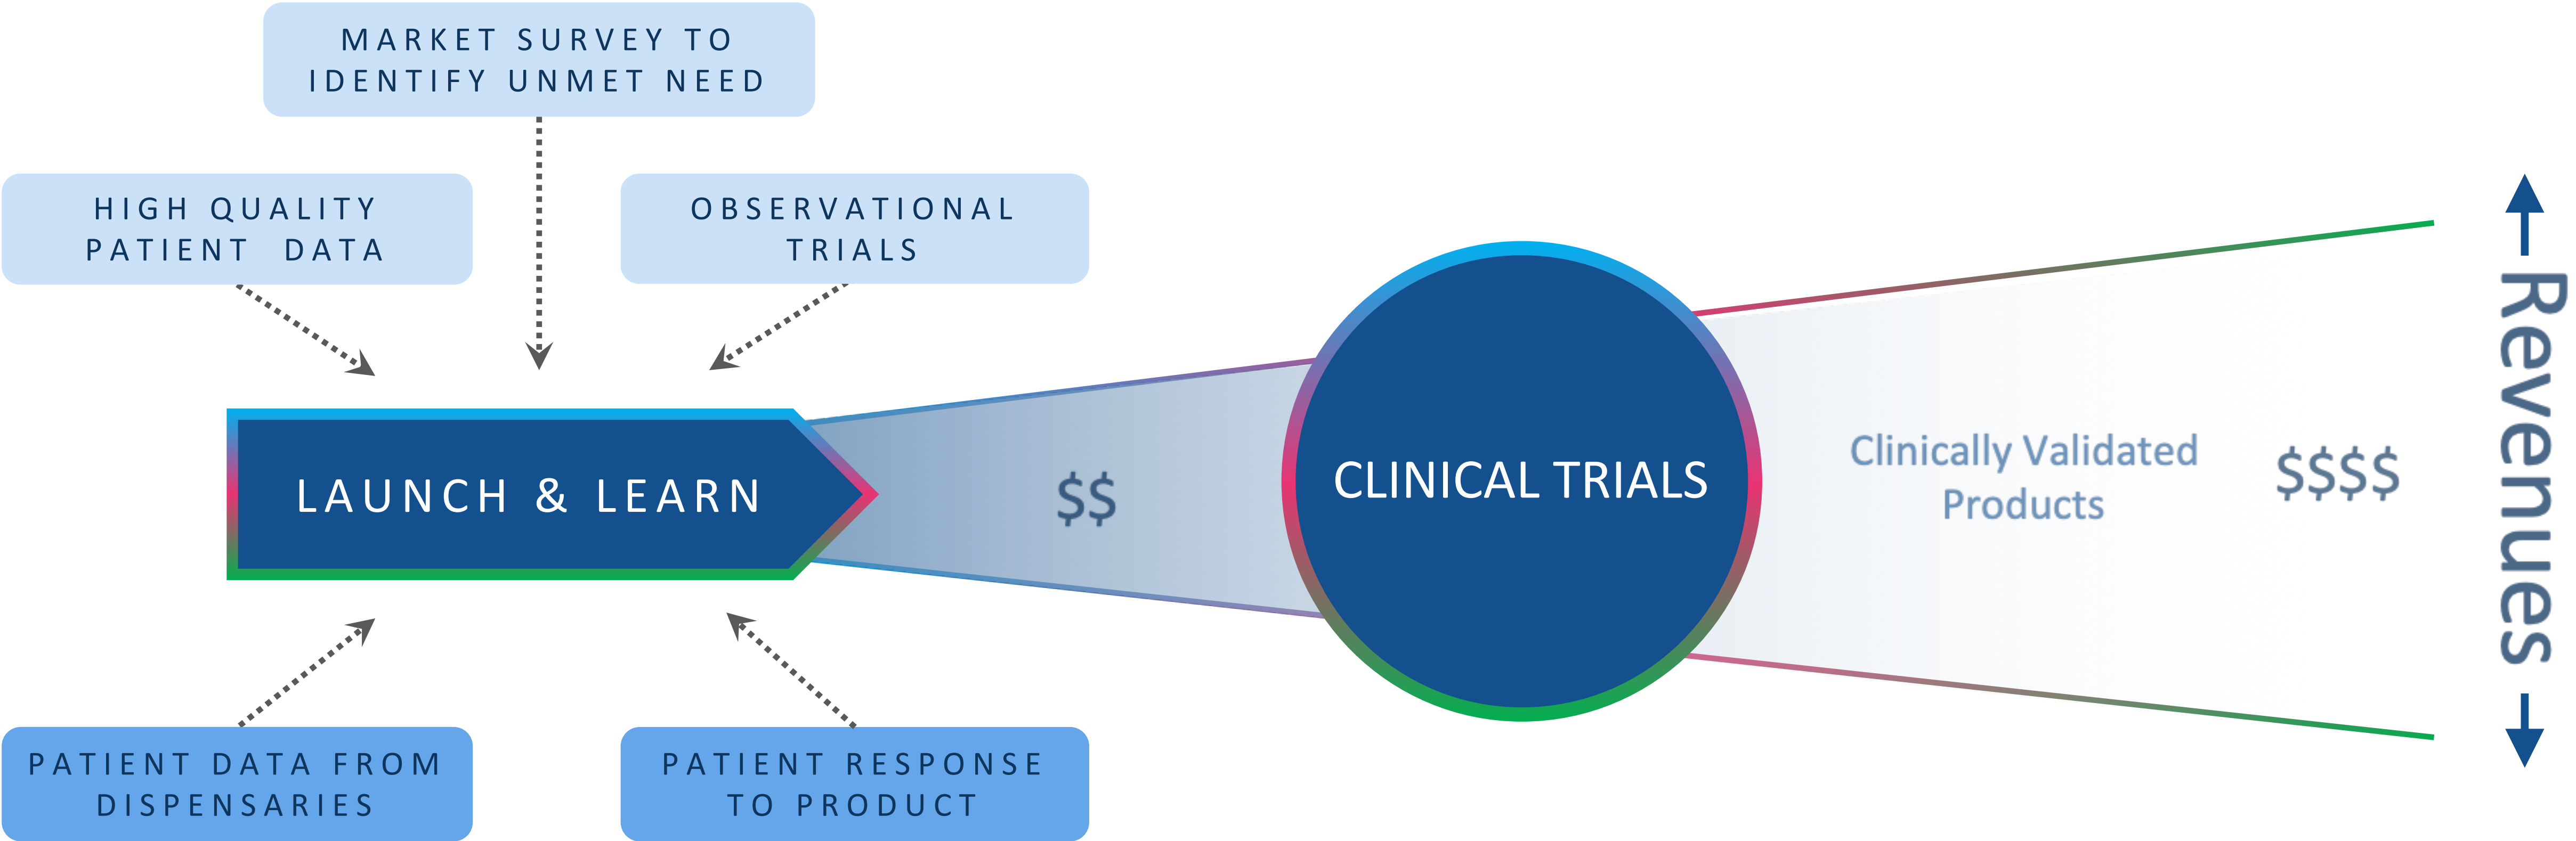 MARKET SURVEY TO
IDENTIFY UNMET NEED
HIGH QUALITY
PATIENT DATA
OBSERVATIONAL
TRIALS
LAUNCH & LEARN
$$
CLINICAL TRIALS
Clinically Validated
Products
$$$$
Revenues
PATIENT DATA FROM
DISPENSARIES
PATIENT RESPONSE
TO PRODUCT